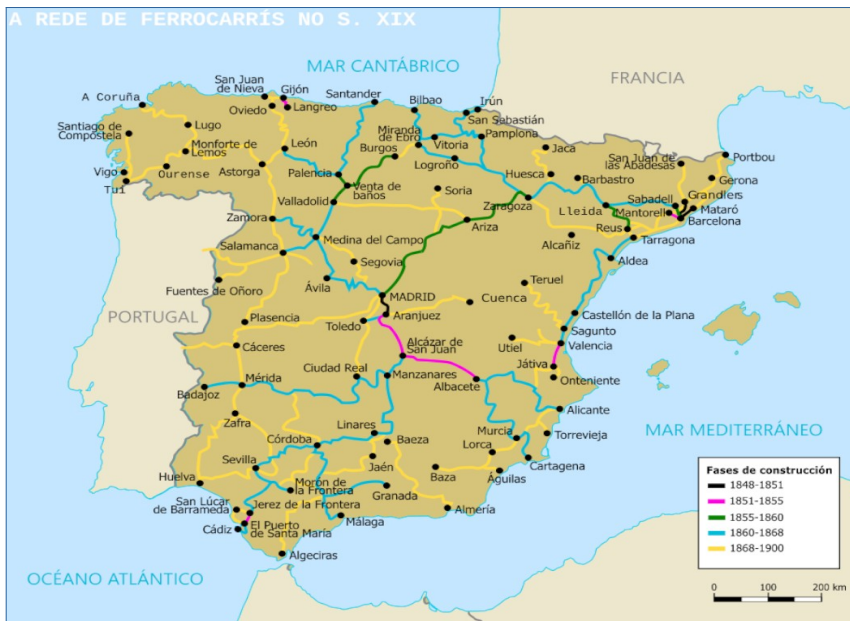 A REDE DE FERROCARRÍS NO S. XIX
MAR CANTÁBRICO
FRANCIA
San Juan
de Nieva
Gijón
A Coruña
Oviedo
Langreo
Santander
Bilbao
Irún
San Sebastián
Lugo
Santiago de
Compostela
Monforte de
Lemos
León
Miranda
de Ebro
Vitoria
Pamplona
Burgos
Logroño
Jaca
San Juan de
las Abadesas
Portbou
Vigo
Tui
Ourense
Astorga
Palencia
Venta de
baños
Huesca
Barbastro
Gerona
Soria
Valladolid
Zaragoza
Lleida
Sabadell
Granollers
Mantorell
Mataró
Barcelona
Zamora
Ariza
Reus
Tarragona
Salamanca
Medina del Campo
Alcañiz
Aldea
Segovia
Fuentes de Oñoro
Ávila
MADRID
Teruel
Cuenca
PORTUGAL
Plasencia
Toledo
Aranjuez
Castellón de la Plana
Sagunto
Valencia
Utiel
Alcázar de
San Juan
Cáceres
Ciudad Real
Manzanares
Játiva
Onteniente
Albacete
Badajoz
Mérida
Alicante
Zafra
Linares
Baeza
Murcia
Torrevieja
MAR MEDITERRÁNEO
Córdoba
Lorca
Cartagena
Sevilla
Jaén
Huelva
Morón de
la Frontera
Granada
Baza
Águilas
San Lúcar
de Barrameda
Jerez de la Frontera
Cádiz
El Puerto
de Santa María
Málaga
Almería
Algeciras
OCÉANO ATLÁNTICO
Fases de construcción
1848-1851
1851-1855
1855-1860
1860-1868
1868-1900
0 100 200 km